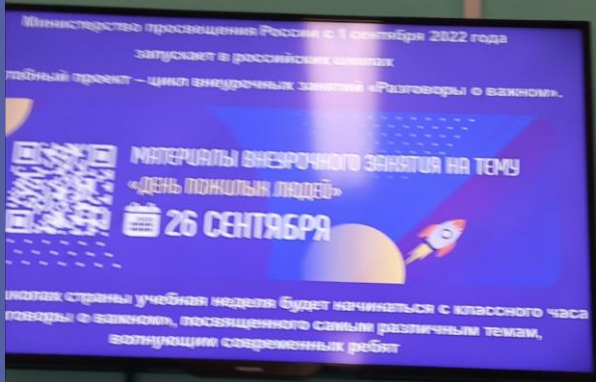 Министерство просвещения России с 1 сентября 2022 года
запускает в российских школах
проект – цикл внеурочных занятий «Разговоры о важном».
МАТЕРИАЛЫ ВНЕУРОЧНОГО ЗАНЯТИЯ НА ТЕМУ
«ДЕНЬ ПОЖИЛЫХ ЛЮДЕЙ»
26 СЕНТЯБРЯ
школах страны учебная неделя будет начинаться с классного часа
говоры о важном», посвященного самым различным темам,
волнующим современных ребят